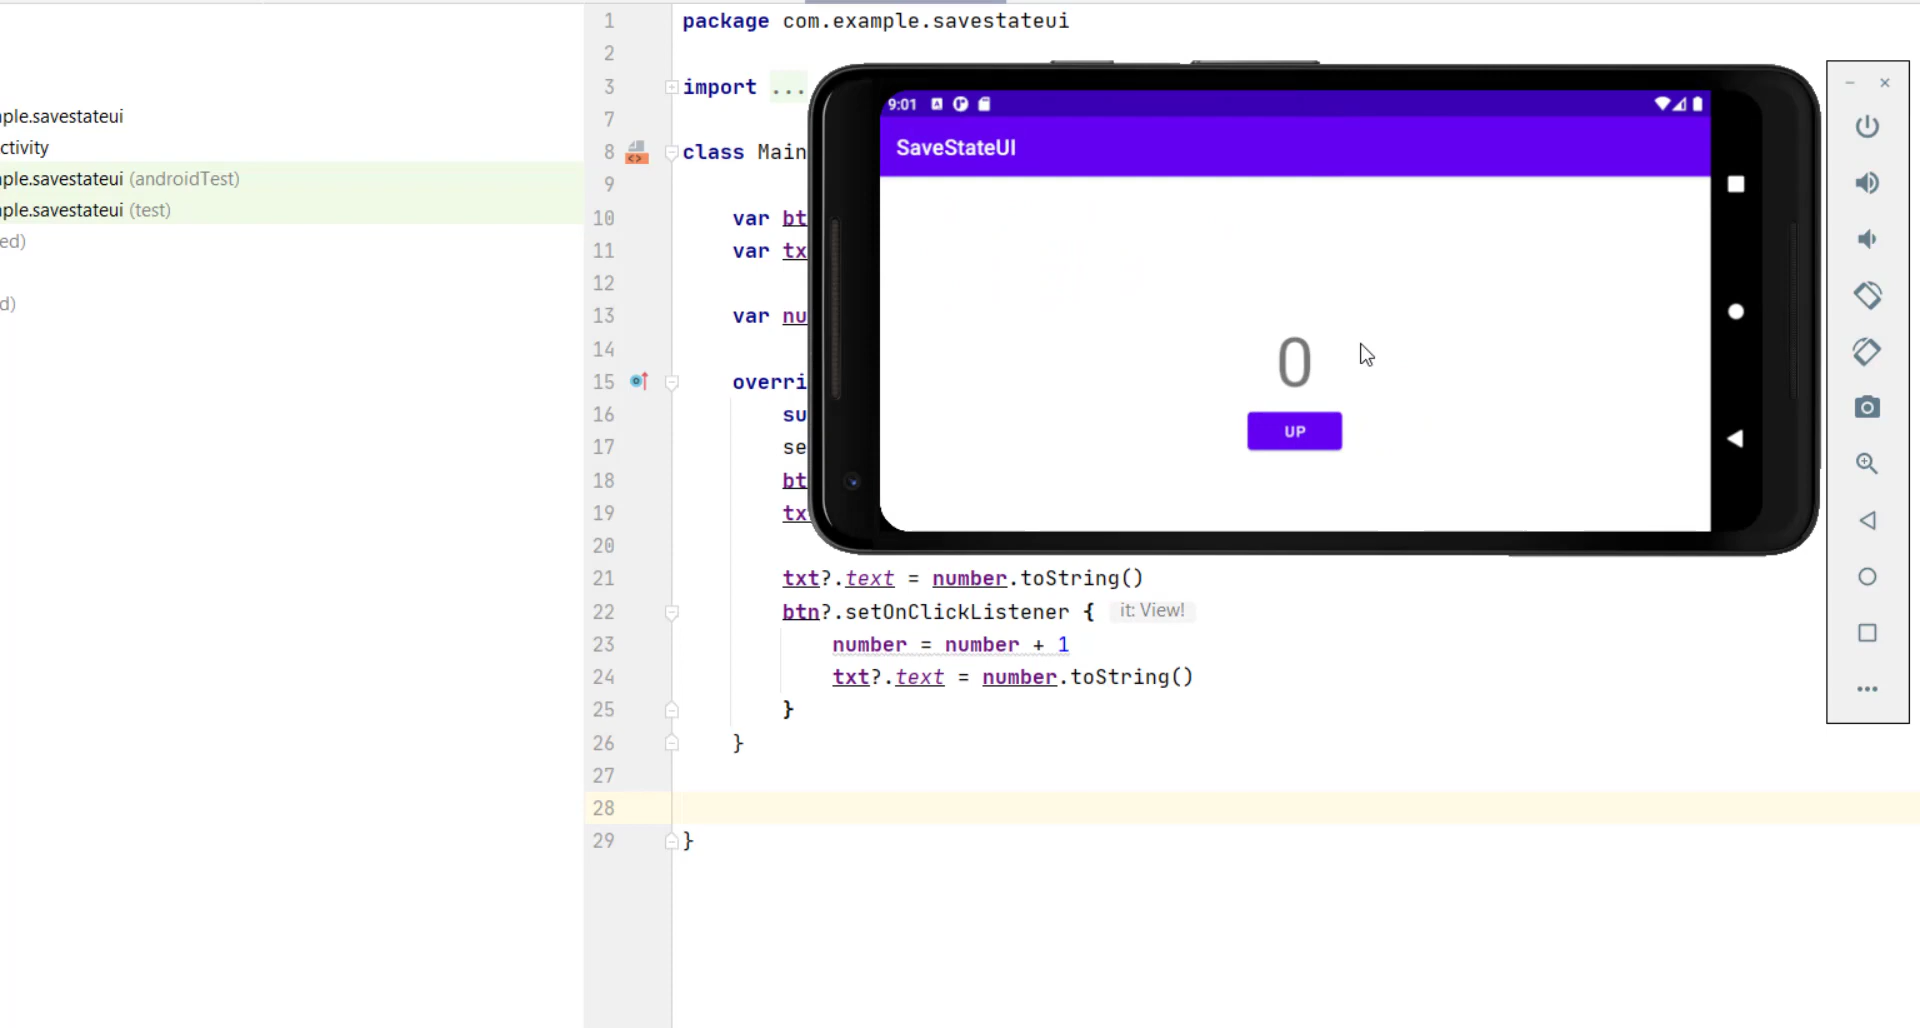 ple.savestateui
ctivity
ple.savestateui (androidTest)
ple.savestateui (test)
ed)
d)
1 package com.example.savestateui
2
3 import ...
7
8 class Main
9
10 var bt
11 var tx
12
13 var nu
14
15 overri
16 su
17 se
18 bt
19 tx
20
21 txt?.text = number.toString()
22 btn?.setOnClickListener { it: View!
23 number = number + 1
24 txt?.text = number.toString()
25 }
26 }
27
28
29 }
9:01
SaveStateUI
0
UP